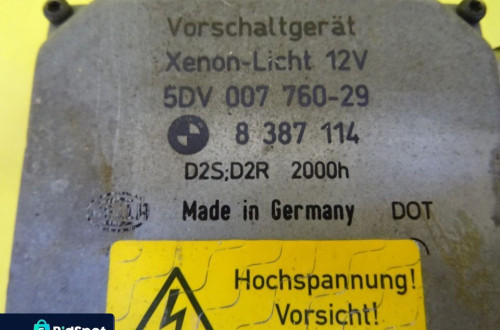 Vorschaltgerät
Xenon-Licht 12V
5DV 007 760-29
8 387 114
D2S;D2R 2000h
Made in Germany DOT
Hochspannung!
Vorsicht!